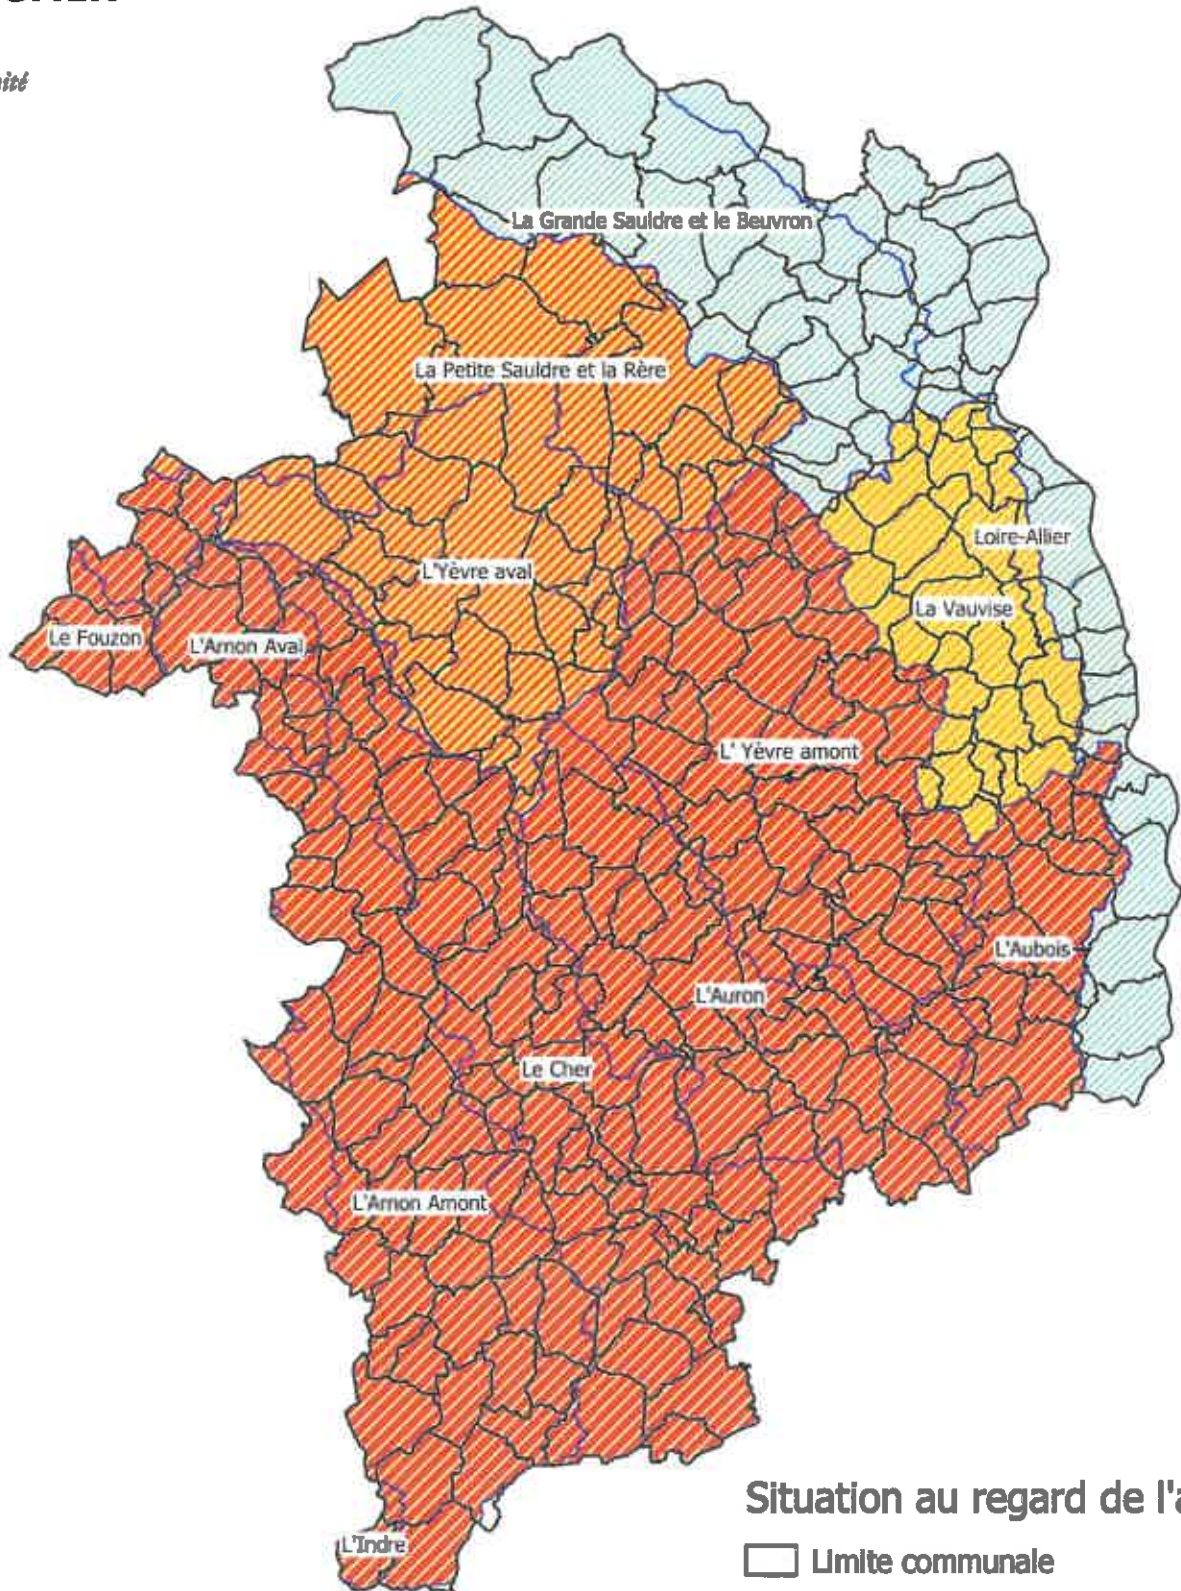 ité
La Grande Sauldre et le Beuvron
La Petite Sauldre et la Rère
Loire-Allier
L'Yèvre aval
La Vauvise
Le Fouzon
L'Arnon Aval
L' Yèvre amont
L'Aubois
L'Auron
Le Cher
L'Arnon Amont
Situation au regard de l'a
L'Indre
Limite communale